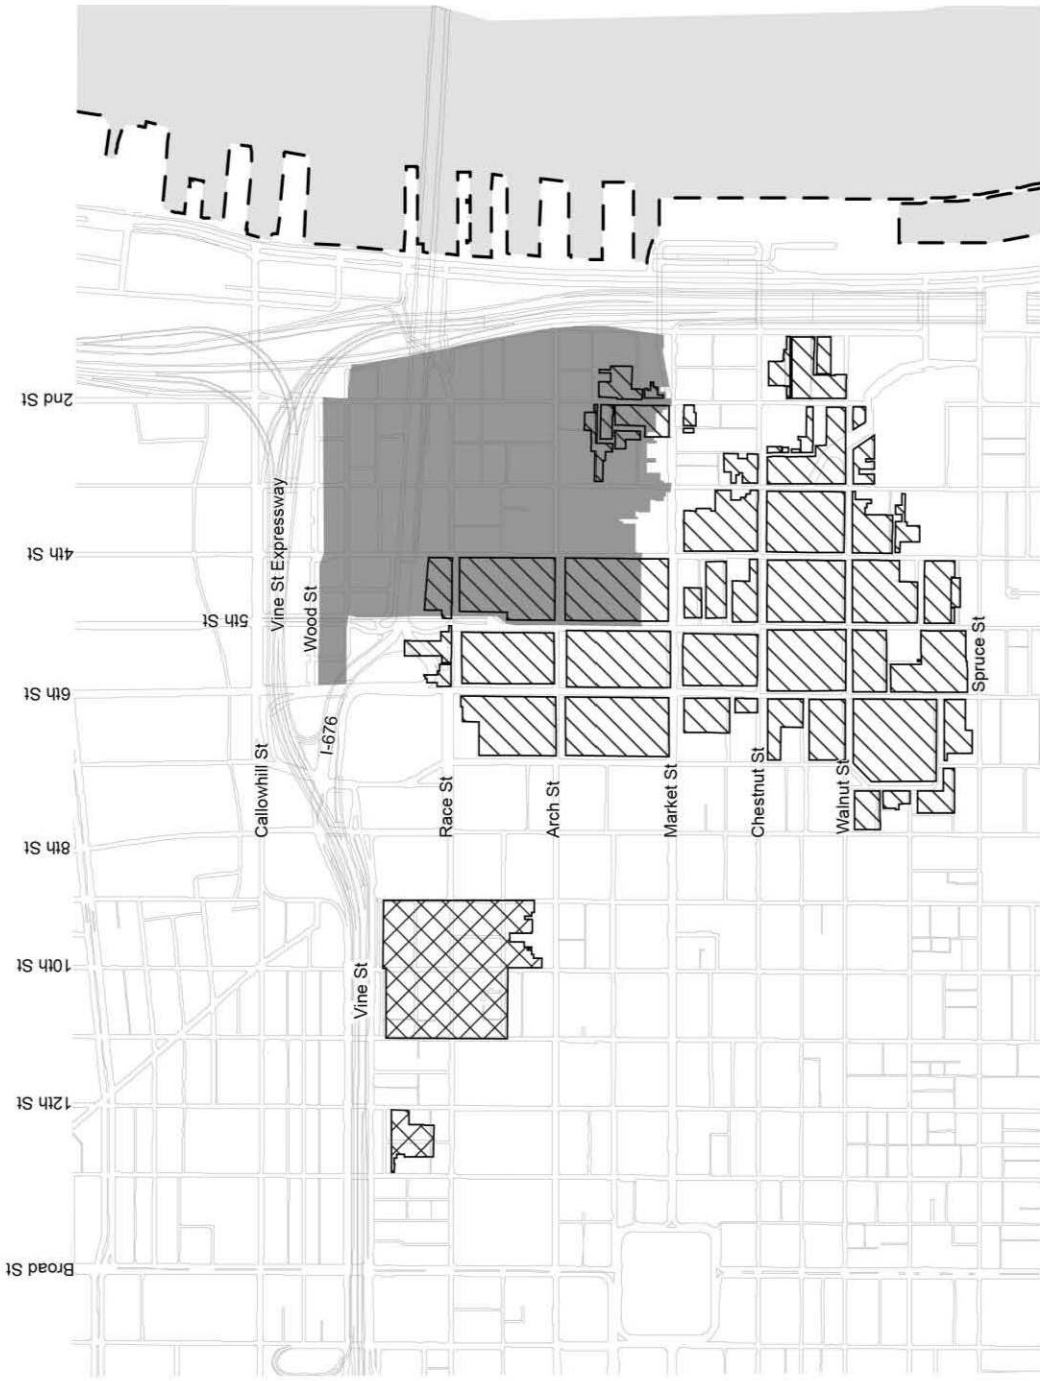 2nd St
4th St
5th St
6th St
8th St
10th St
12th St
Broad St
Vine St Expressway
Wood St
I-676
Callowhill St
Race St
Arch St
Market St
Chestnut St
Walnut St
Spruce St
Vine St